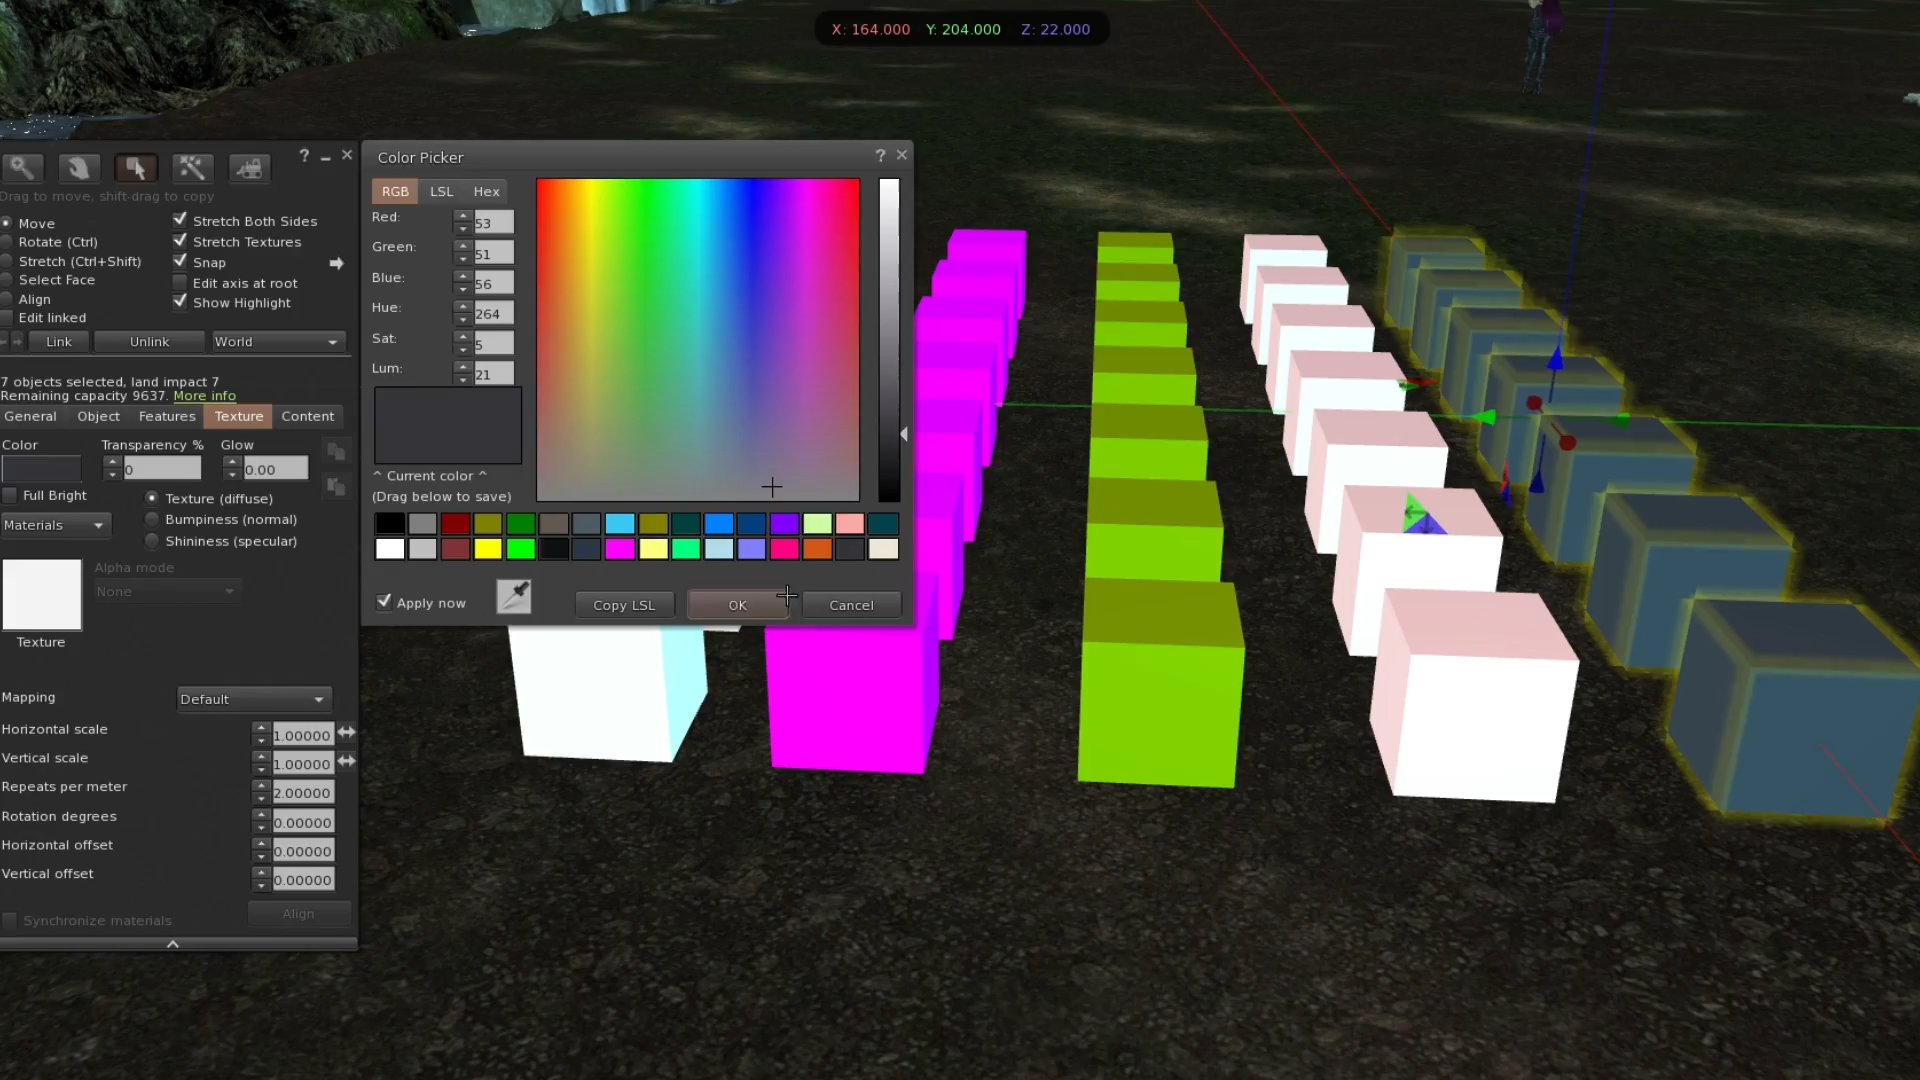 X: 164.000 Y: 204.000 Z: 22.000
Drag to move, shift-drag to copy
Move
Rotate (Ctrl)
Stretch (Ctrl+Shift)
Select Face
Align
Edit linked
Stretch Both Sides
Stretch Textures
Snap
Edit axis at root
Show Highlight
Link Unlink World
7 objects selected, land impact 7
Remaining capacity 9637. More info
General Object Features Texture Content
Color Transparency % Glow
0 0.00
Full Bright
Materials
Texture (diffuse)
Bumpiness (normal)
Shininess (specular)
Alpha mode
None
Texture
Mapping Default
Horizontal scale 1.00000
Vertical scale 1.00000
Repeats per meter 2.00000
Rotation degrees 0.00000
Horizontal offset 0.00000
Vertical offset 0.00000
Synchronize materials Align
Color Picker ?
RGB LSL Hex
Red: 53
Green: 51
Blue: 56
Hue: 264
Sat: 5
Lum: 21
^ Current color ^
(Drag below to save)
Apply now Copy LSL OK Cancel